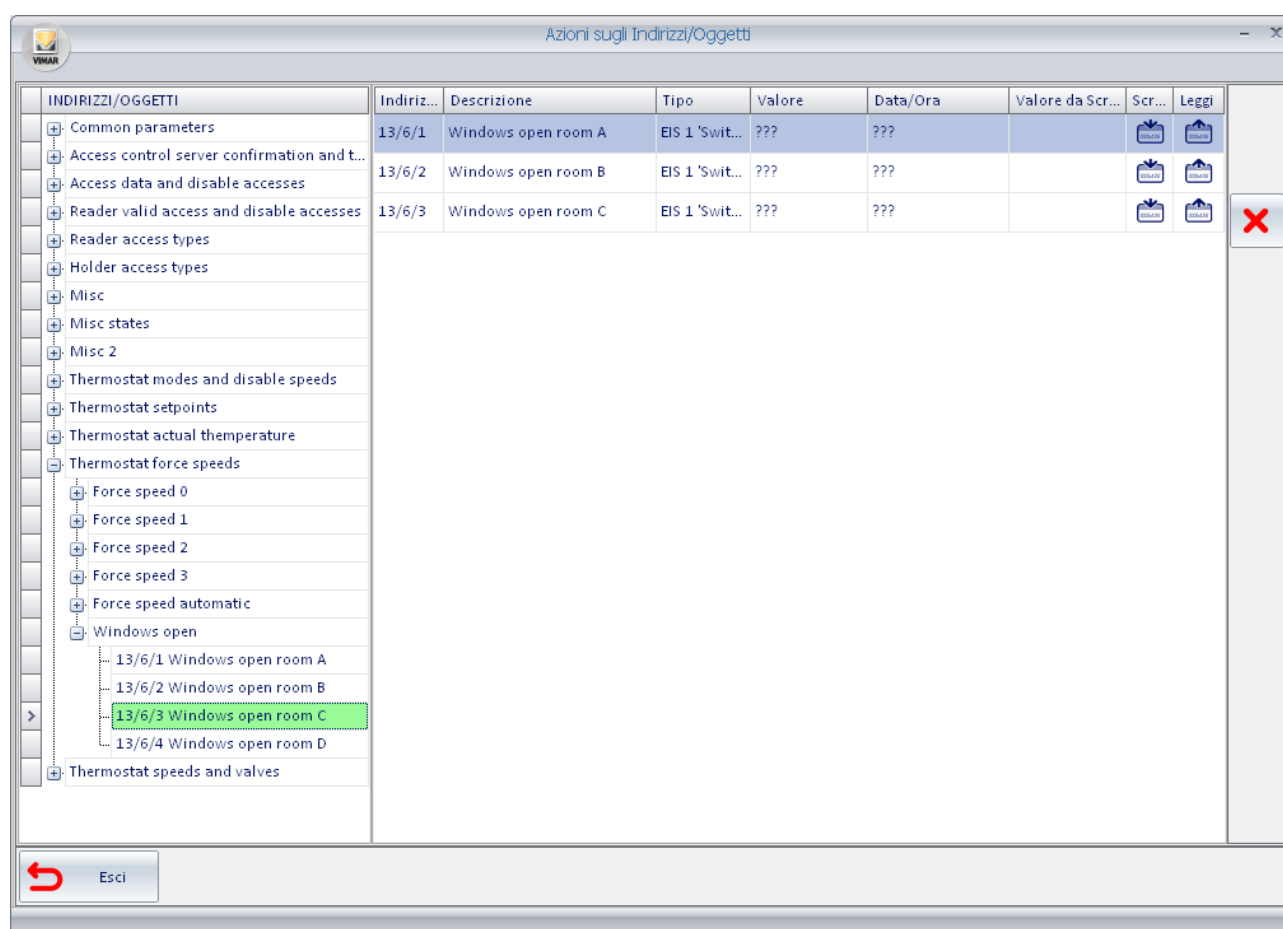 Azioni sugli Indirizzi/Oggetti
VIMAR
INDIRIZZI/OGGETTI
Common parameters
Access control server confirmation and t...
Access data and disable accesses
Reader valid access and disable accesses
Reader access types
Holder access types
Misc
Misc states
Misc 2
Thermostat modes and disable speeds
Thermostat setpoints
Thermostat actual themperature
Thermostat force speeds
Force speed 0
Force speed 1
Force speed 2
Force speed 3
Force speed automatic
Windows open
13/6/1 Windows open room A
13/6/2 Windows open room B
13/6/3 Windows open room C
13/6/4 Windows open room D
Thermostat speeds and valves
Indiriz... Descrizione Tipo Valore Data/Ora Valore da Scr... Scr... Leggi
13/6/1 Windows open room A EIS 1 'Swit... ??? ???
13/6/2 Windows open room B EIS 1 'Swit... ??? ???
13/6/3 Windows open room C EIS 1 'Swit... ??? ???
Esci